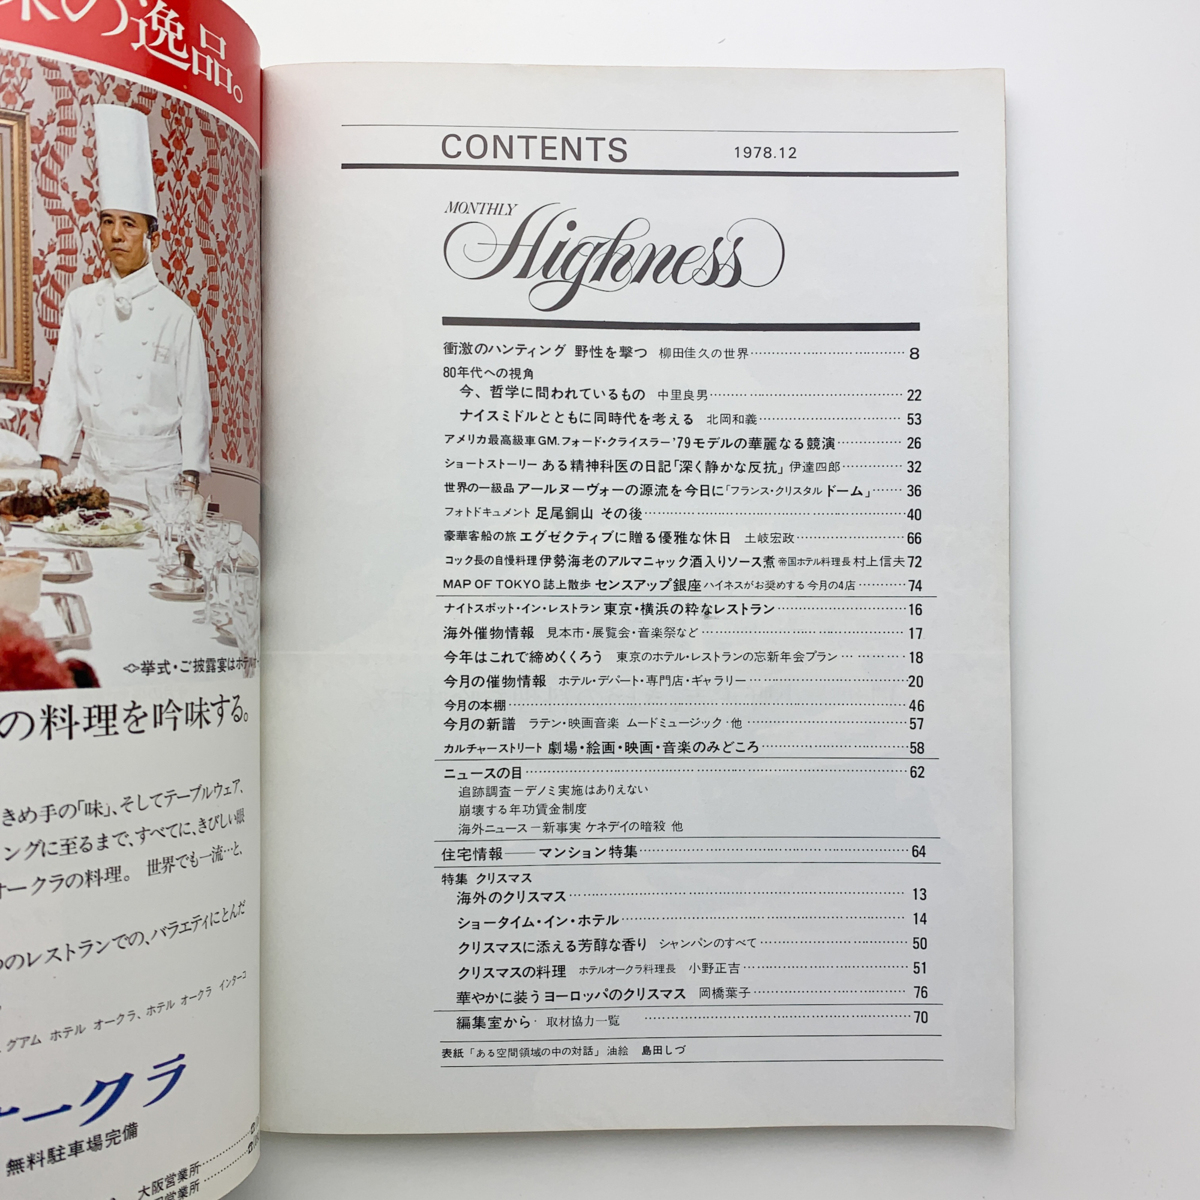 の逸品。
◇挙式・ご披露宴はホテル
の料理を吟味する。
きめ手の「味」、そしてテーブルウェア、
ングに至るまで、すべてに、きびしい眼
オークラの料理。 世界でも一流…と、
のレストランでの、バラエティにとんだ
グアム ホテル オークラ、ホテル オークラ インターコ
オークラ
無料駐車場完備
大阪営業所
営業所
CONTENTS 1978.12
MONTHLY
Highness
衝激のハンティング 野性を撃つ 柳田佳久の世界 8
80年代への視角
今、哲学に問われているもの 中里良男 22
ナイスミドルとともに同時代を考える 北岡和義 53
アメリカ最高級車GM.フォード・クライスラー'79モデルの華麗なる競演 26
ショートストーリー ある精神科医の日記「深く静かな反抗」 伊達四郎 32
世界の一級品 アールヌーヴォーの源流を今日に「フランス・クリスタル ドーム」 36
フォトドキュメント 足尾銅山 その後 40
豪華客船の旅 エグゼクティブに贈る優雅な休日 土岐宏政 66
コック長の自慢料理 伊勢海老のアルマニャック酒入りソース煮 帝国ホテル料理長 村上信夫 72
MAP OF TOKYO 誌上散歩 センスアップ銀座 ハイネスがお奨めする 今月の4店 74
ナイトスポット・イン・レストラン 東京・横浜の粋なレストラン 16
海外催物情報 見本市・展覧会・音楽祭など 17
今年はこれで締めくくろう 東京のホテル・レストランの忘新年会プラン 18
今月の催物情報 ホテル・デパート・専門店・ギャラリー 20
今月の本棚 46
今月の新譜 ラテン・映画音楽 ムードミュージック・他 57
カルチャーストリート 劇場・絵画・映画・音楽のみどころ 58
ニュースの目 62
追跡調査－デノミ実施はありえない
崩壊する年功賃金制度
海外ニュース－新事実 ケネデイの暗殺 他
住宅情報――マンション特集 64
特集 クリスマス
海外のクリスマス 13
ショータイム・イン・ホテル 14
クリスマスに添える芳醇な香り シャンパンのすべて 50
クリスマスの料理 ホテルオークラ料理長 小野正吉 51
華やかに装うヨーロッパのクリスマス 岡橋葉子 76
編集室から・ 取材協力一覧 70
表紙「ある空間領域の中の対話」 油絵 島田しづ